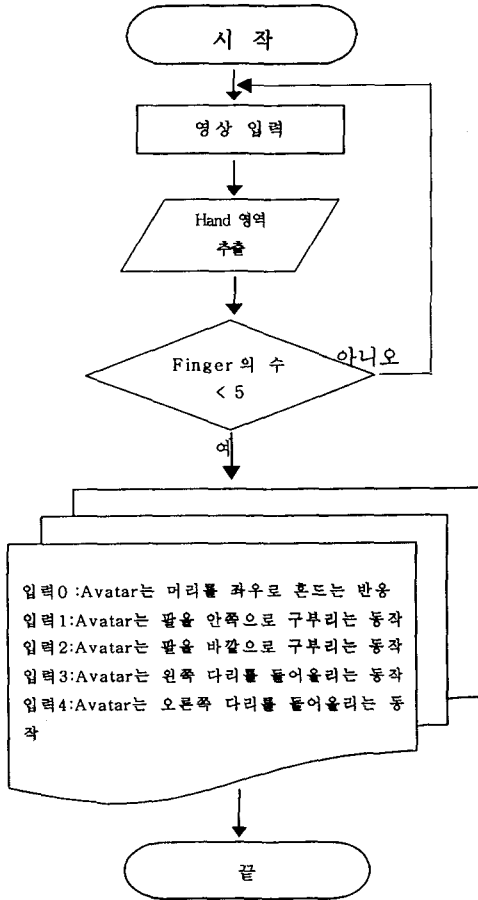 시 작
영상 입력
Hand 영역
추출
Finger의 수
< 5
아니오
예
입력0 :Avatar는 머리를 좌우로 흔드는 반응
입력1:Avatar는 팔을 안쪽으로 구부리는 동작
입력2:Avatar는 팔을 바깥으로 구부리는 동작
입력3:Avatar는 왼쪽 다리를 들어올리는 동작
입력4:Avatar는 오른쪽 다리를 들어올리는 동
작
끝